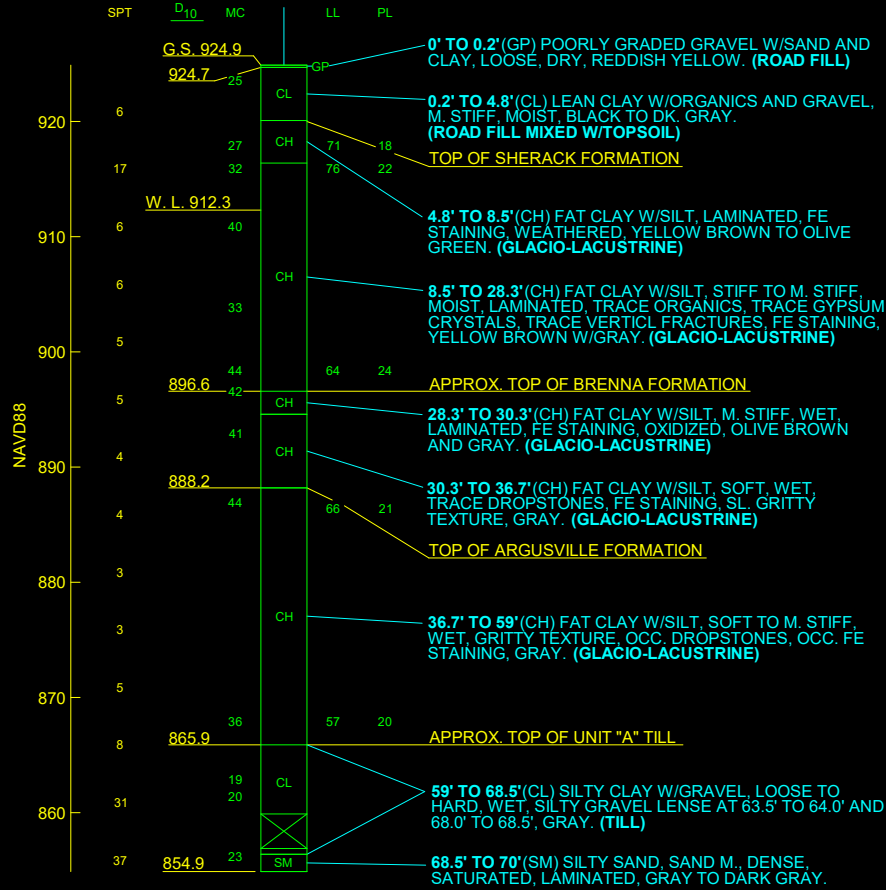 SPT D10 MC LL PL
G.S. 924.9
924.7
GP
25
CL
0' TO 0.2'(GP) POORLY GRADED GRAVEL W/SAND AND
CLAY, LOOSE, DRY, REDDISH YELLOW. (ROAD FILL)
0.2' TO 4.8'(CL) LEAN CLAY W/ORGANICS AND GRAVEL,
M. STIFF, MOIST, BLACK TO DK. GRAY.
(ROAD FILL MIXED W/TOPSOIL)
6
920
27 CH 71 18
TOP OF SHERACK FORMATION
17 32 76 22
W. L. 912.3
6 40
910
4.8' TO 8.5'(CH) FAT CLAY W/SILT, LAMINATED, FE
STAINING, WEATHERED, YELLOW BROWN TO OLIVE
GREEN. (GLACIO-LACUSTRINE)
CH
6
33
8.5' TO 28.3'(CH) FAT CLAY W/SILT, STIFF TO M. STIFF,
MOIST, LAMINATED, TRACE ORGANICS, TRACE GYPSUM
CRYSTALS, TRACE VERTICL FRACTURES, FE STAINING,
YELLOW BROWN W/GRAY. (GLACIO-LACUSTRINE)
5
900
44 64 24
896.6
APPROX. TOP OF BRENNA FORMATION
5 42 CH
28.3' TO 30.3'(CH) FAT CLAY W/SILT, M. STIFF, WET,
LAMINATED, FE STAINING, OXIDIZED, OLIVE BROWN
AND GRAY. (GLACIO-LACUSTRINE)
NAVD88
41
4 CH
890
888.2
30.3' TO 36.7'(CH) FAT CLAY W/SILT, SOFT, WET,
TRACE DROPSTONES, FE STAINING, SL. GRITTY
TEXTURE, GRAY. (GLACIO-LACUSTRINE)
44 66 21
4
TOP OF ARGUSVILLE FORMATION
3
880
CH
3
36.7' TO 59'(CH) FAT CLAY W/SILT, SOFT TO M. STIFF,
WET, GRITTY TEXTURE, OCC. DROPSTONES, OCC. FE
STAINING, GRAY. (GLACIO-LACUSTRINE)
5
870
36 57 20
8 865.9
APPROX. TOP OF UNIT "A" TILL
19 CL
20
31
860
59' TO 68.5'(CL) SILTY CLAY W/GRAVEL, LOOSE TO
HARD, WET, SILTY GRAVEL LENSE AT 63.5' TO 64.0' AND
68.0' TO 68.5', GRAY. (TILL)
37 854.9 23 SM
68.5' TO 70'(SM) SILTY SAND, SAND M., DENSE,
SATURATED, LAMINATED, GRAY TO DARK GRAY.